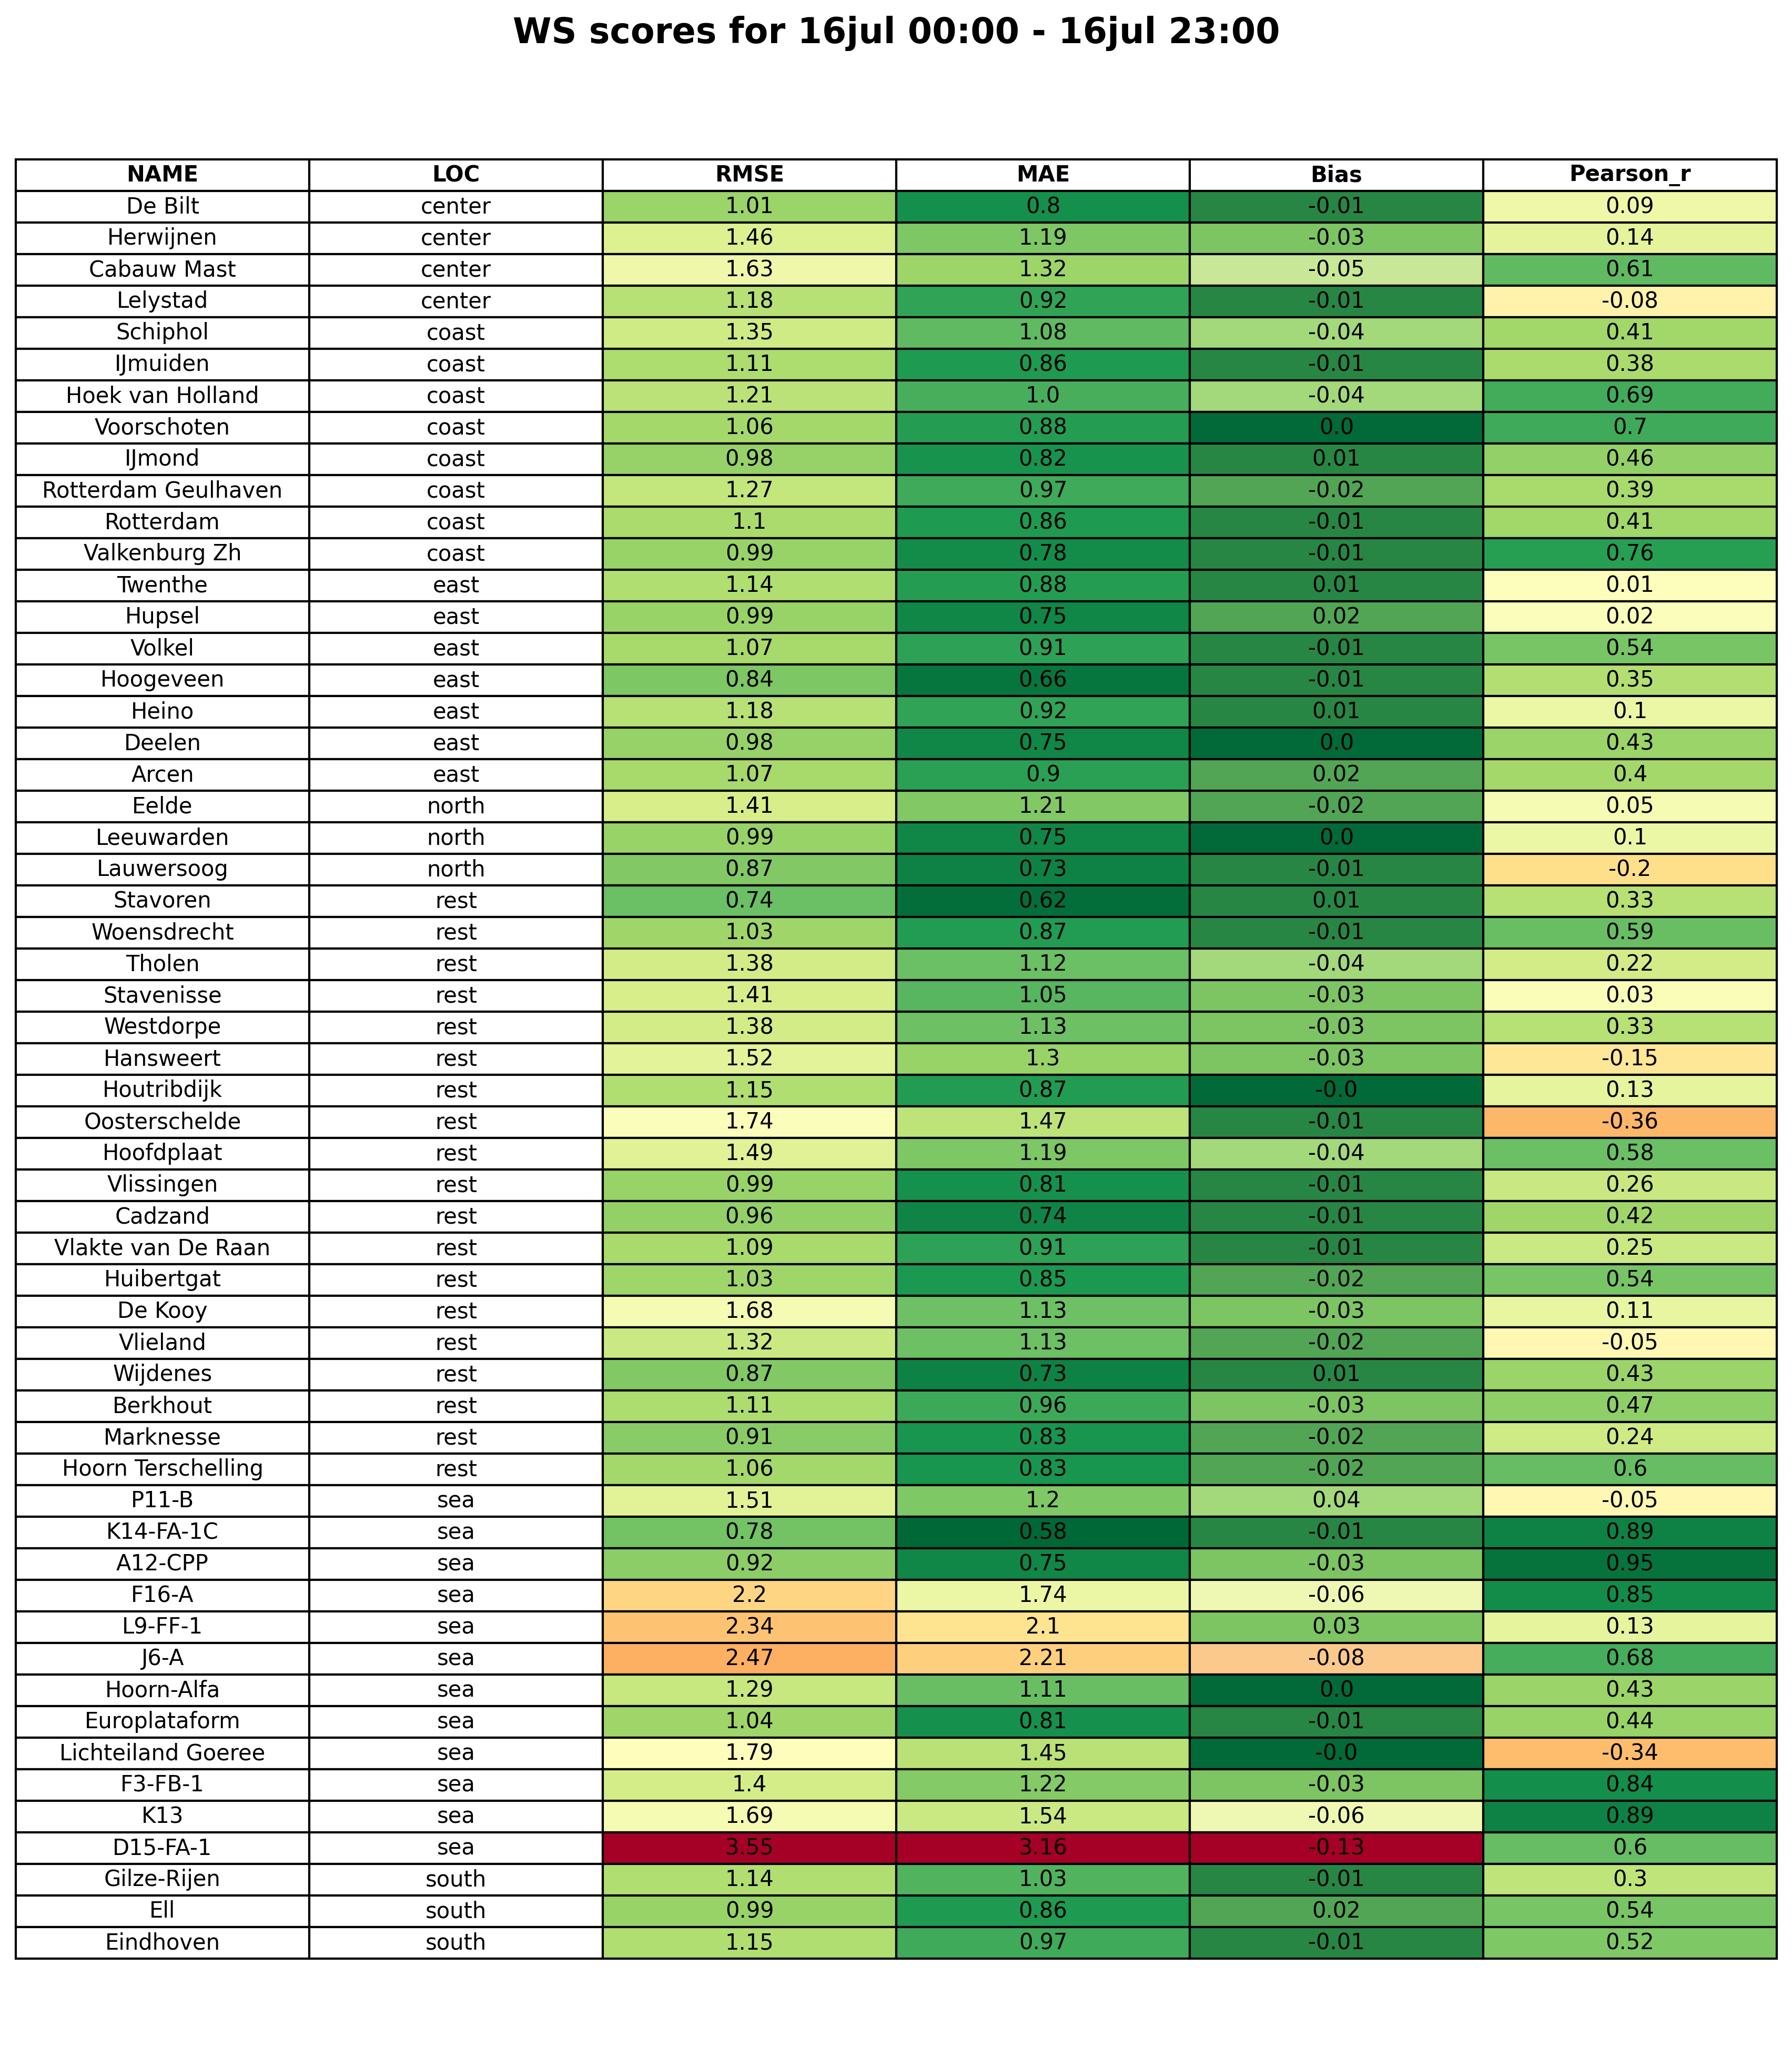 WS scores for 16jul 00:00 - 16jul 23:00
NAME LOC RMSE MAE Bias Pearson_r
De Bilt center 1.01 0.8 -0.01 0.09
Herwijnen center 1.46 1.19 -0.03 0.14
Cabauw Mast center 1.63 1.32 -0.05 0.61
Lelystad center 1.18 0.92 -0.01 -0.08
Schiphol coast 1.35 1.08 -0.04 0.41
IJmuiden coast 1.11 0.86 -0.01 0.38
Hoek van Holland coast 1.21 1.0 -0.04 0.69
Voorschoten coast 1.06 0.88 0.0 0.7
IJmond coast 0.98 0.82 0.01 0.46
Rotterdam Geulhaven coast 1.27 0.97 -0.02 0.39
Rotterdam coast 1.1 0.86 -0.01 0.41
Valkenburg Zh coast 0.99 0.78 -0.01 0.76
Twenthe east 1.14 0.88 0.01 0.01
Hupsel east 0.99 0.75 0.02 0.02
Volkel east 1.07 0.91 -0.01 0.54
Hoogeveen east 0.84 0.66 -0.01 0.35
Heino east 1.18 0.92 0.01 0.1
Deelen east 0.98 0.75 0.0 0.43
Arcen east 1.07 0.9 0.02 0.4
Eelde north 1.41 1.21 -0.02 0.05
Leeuwarden north 0.99 0.75 0.0 0.1
Lauwersoog north 0.87 0.73 -0.01 -0.2
Stavoren rest 0.74 0.62 0.01 0.33
Woensdrecht rest 1.03 0.87 -0.01 0.59
Tholen rest 1.38 1.12 -0.04 0.22
Stavenisse rest 1.41 1.05 -0.03 0.03
Westdorpe rest 1.38 1.13 -0.03 0.33
Hansweert rest 1.52 1.3 -0.03 -0.15
Houtribdijk rest 1.15 0.87 -0.0 0.13
Oosterschelde rest 1.74 1.47 -0.01 -0.36
Hoofdplaat rest 1.49 1.19 -0.04 0.58
Vlissingen rest 0.99 0.81 -0.01 0.26
Cadzand rest 0.96 0.74 -0.01 0.42
Vlakte van De Raan rest 1.09 0.91 -0.01 0.25
Huibertgat rest 1.03 0.85 -0.02 0.54
De Kooy rest 1.68 1.13 -0.03 0.11
Vlieland rest 1.32 1.13 -0.02 -0.05
Wijdenes rest 0.87 0.73 0.01 0.43
Berkhout rest 1.11 0.96 -0.03 0.47
Marknesse rest 0.91 0.83 -0.02 0.24
Hoorn Terschelling rest 1.06 0.83 -0.02 0.6
P11-B sea 1.51 1.2 0.04 -0.05
K14-FA-1C sea 0.78 0.58 -0.01 0.89
A12-CPP sea 0.92 0.75 -0.03 0.95
F16-A sea 2.2 1.74 -0.06 0.85
L9-FF-1 sea 2.34 2.1 0.03 0.13
J6-A sea 2.47 2.21 -0.08 0.68
Hoorn-Alfa sea 1.29 1.11 0.0 0.43
Europlataform sea 1.04 0.81 -0.01 0.44
Lichteiland Goeree sea 1.79 1.45 -0.0 -0.34
F3-FB-1 sea 1.4 1.22 -0.03 0.84
K13 sea 1.69 1.54 -0.06 0.89
D15-FA-1 sea 3.55 3.16 -0.13 0.6
Gilze-Rijen south 1.14 1.03 -0.01 0.3
Ell south 0.99 0.86 0.02 0.54
Eindhoven south 1.15 0.97 -0.01 0.52